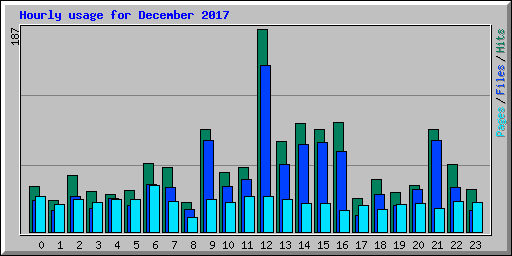 Hourly usage for December 2017
187
Pages/Files/Hits
0 1 2 3 4 5 6 7 8 9 10 11 12 13 14 15 16 17 18 19 20 21 22 23